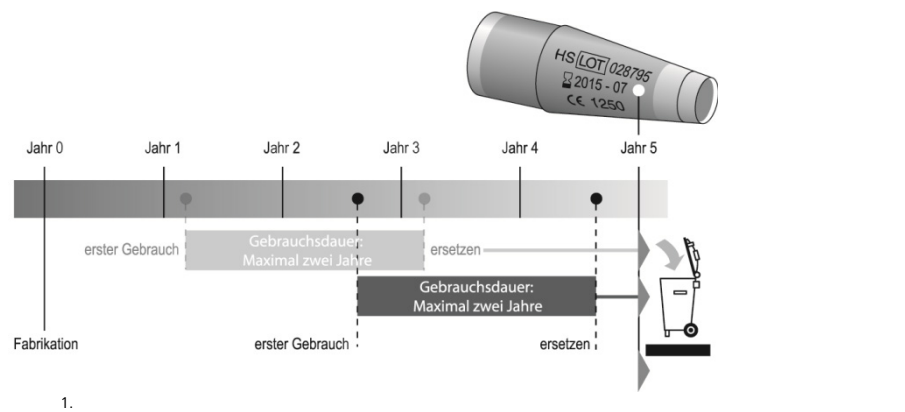 HS LOT 028795
2015 - 07
CE 1250
Jahr 0 Jahr 1 Jahr 2 Jahr 3 Jahr 4 Jahr 5
erster Gebrauch
Gebrauchsdauer:
Maximal zwei Jahre
ersetzen
Gebrauchsdauer:
Maximal zwei Jahre
Fabrikation
erster Gebrauch
ersetzen
1.